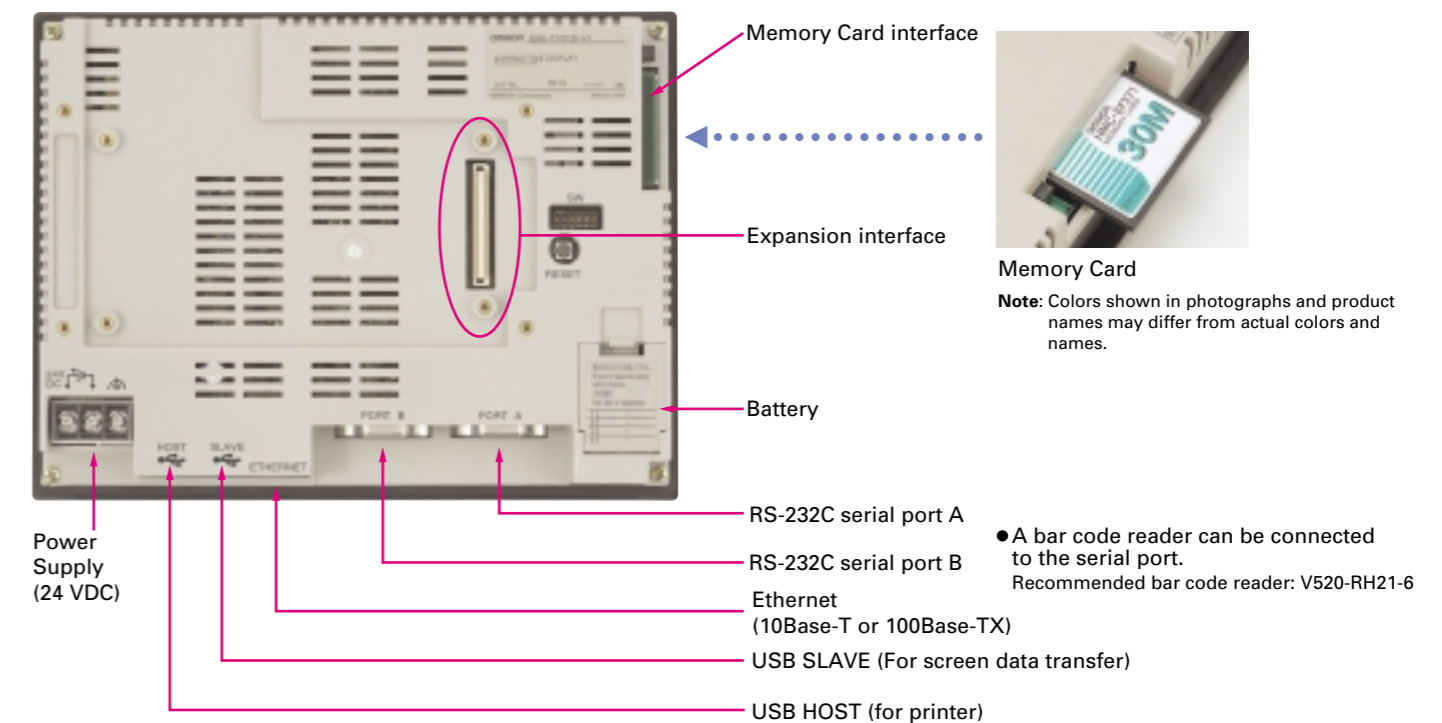 Memory Card interface
OMRON
INTERACTIVE DISPLAY
SW
RESET
30M
Memory Card
Note: Colors shown in photographs and product
names may differ from actual colors and
names.
Expansion interface
Battery
PORT B
PORT A
HOST
SLAVE
ETHERNET
RS-232C serial port A
RS-232C serial port B
● A bar code reader can be connected
to the serial port.
Recommended bar code reader: V520-RH21-6
Power
Supply
(24 VDC)
Ethernet
(10Base-T or 100Base-TX)
USB SLAVE (For screen data transfer)
USB HOST (for printer)